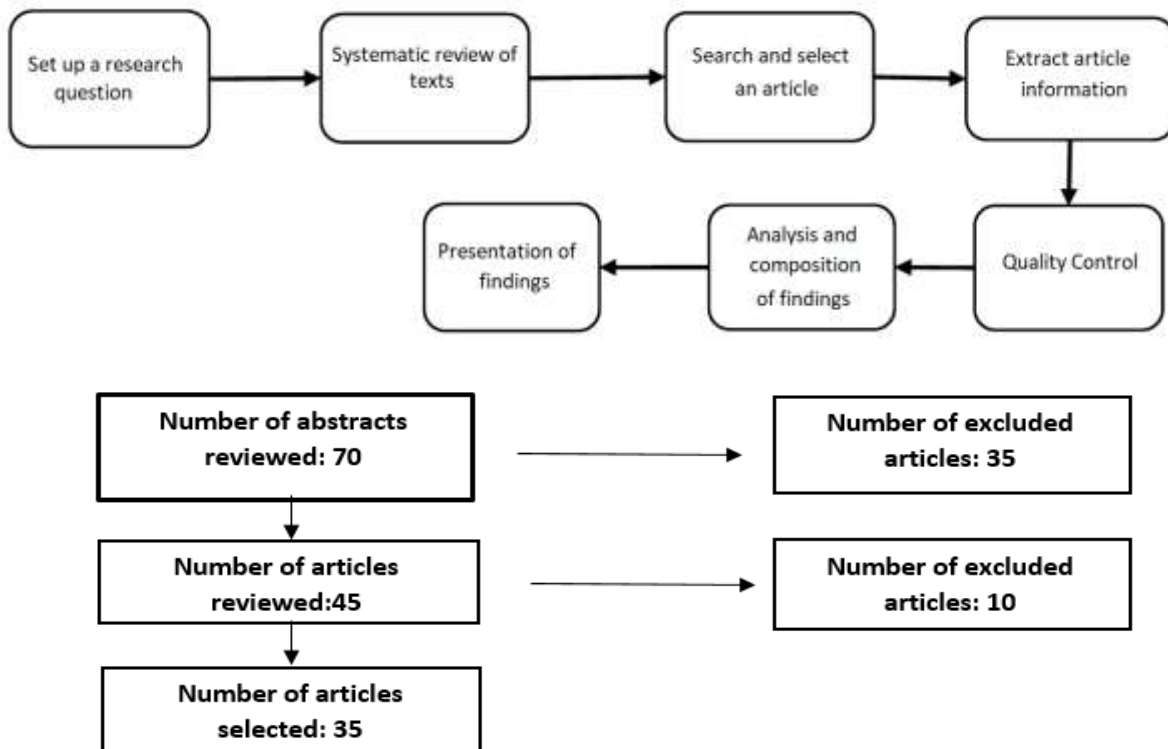 Set up a research
question
Systematic review of
texts
Search and select
an article
Extract article
information
Quality Control
Analysis and
composition
of findings
Presentation of
findings
Number of abstracts
reviewed: 70
Number of excluded
articles: 35
Number of articles
reviewed:45
Number of excluded
articles: 10
Number of articles
selected: 35